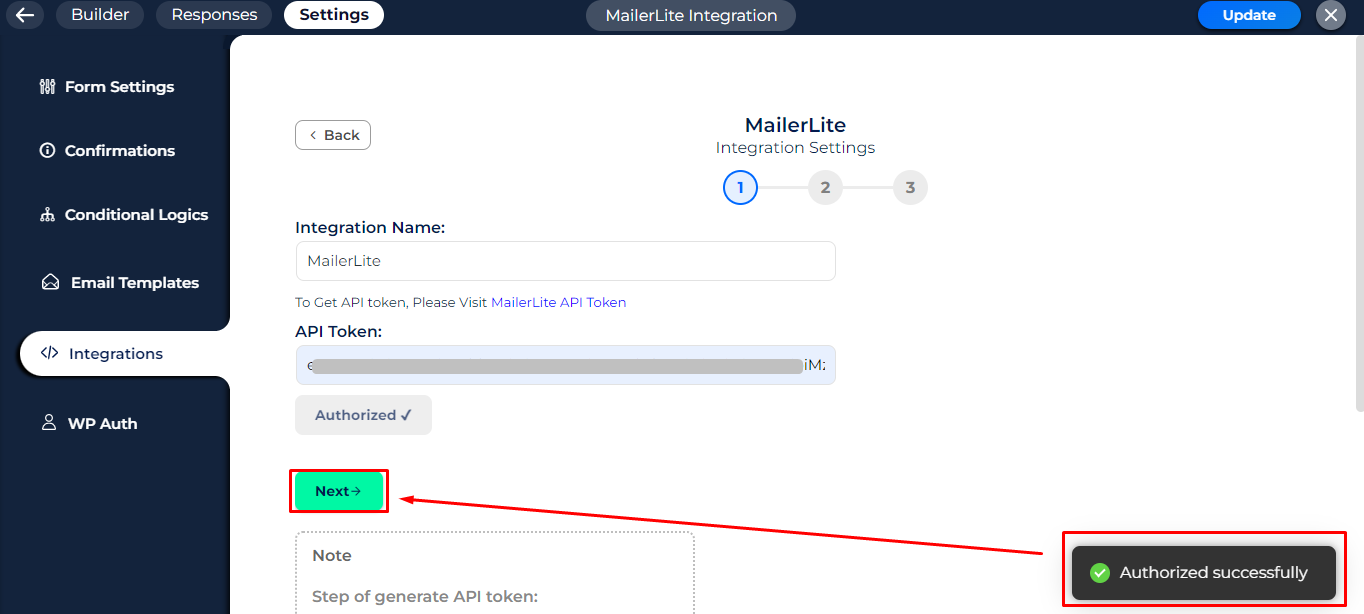 Builder Responses Settings MailerLite Integration Update
Form Settings
Confirmations
Conditional Logics
Email Templates
Integrations
WP Auth
Back
MailerLite
Integration Settings
1 2 3
Integration Name:
MailerLite
To Get API token, Please Visit MailerLite API Token
API Token:
Authorized ✓
Next→
Note
Step of generate API token:
Authorized successfully